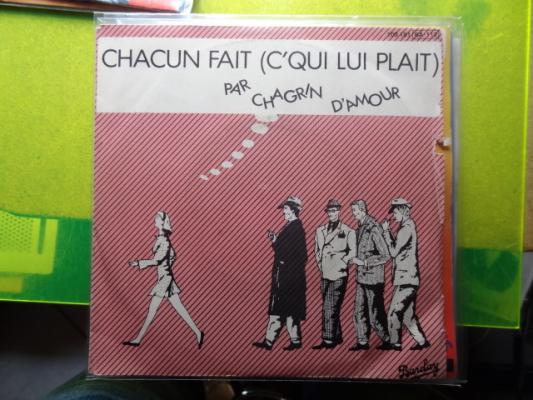 CHACUN FAIT (C'QUI LUI PLAIT)
PAR CHAGRIN D'AMOUR
Barclay